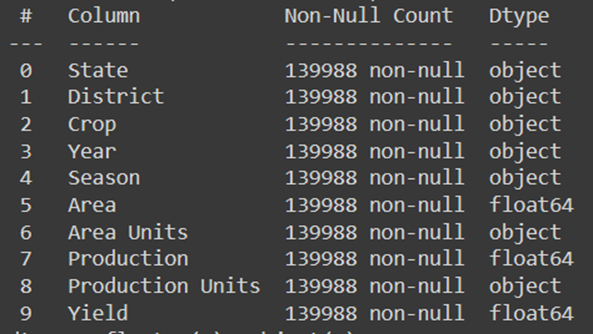 #   Column            Non-Null Count   Dtype
---  ------            --------------   -----
0   State             139988 non-null  object
1   District          139988 non-null  object
2   Crop              139988 non-null  object
3   Year              139988 non-null  object
4   Season            139988 non-null  object
5   Area              139988 non-null  float64
6   Area Units        139988 non-null  object
7   Production        139988 non-null  float64
8   Production Units  139988 non-null  object
9   Yield             139988 non-null  float64